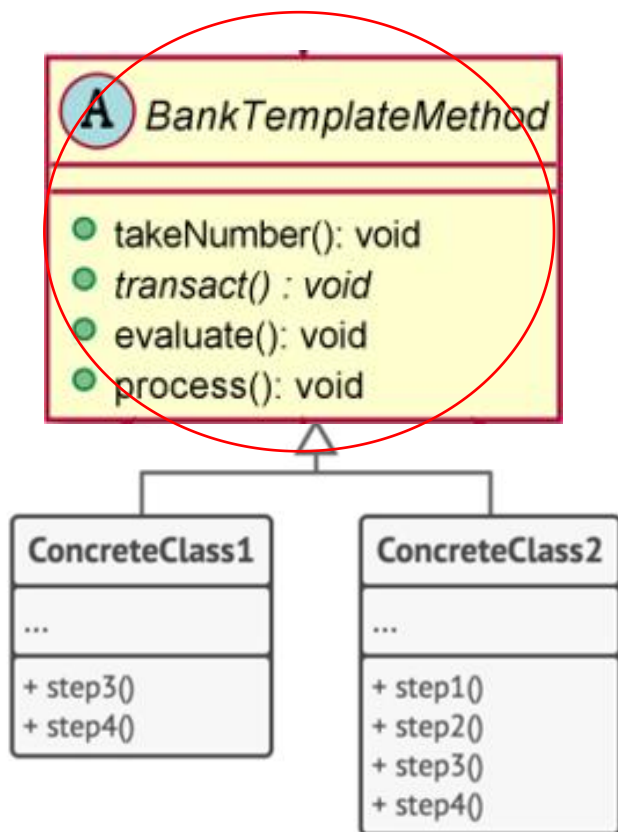 A BankTemplateMethod
takeNumber(): void
transact() : void
evaluate(): void
process(): void
ConcreteClass1
...
+ step3()
+ step4()
ConcreteClass2
...
+ step1()
+ step2()
+ step3()
+ step4()